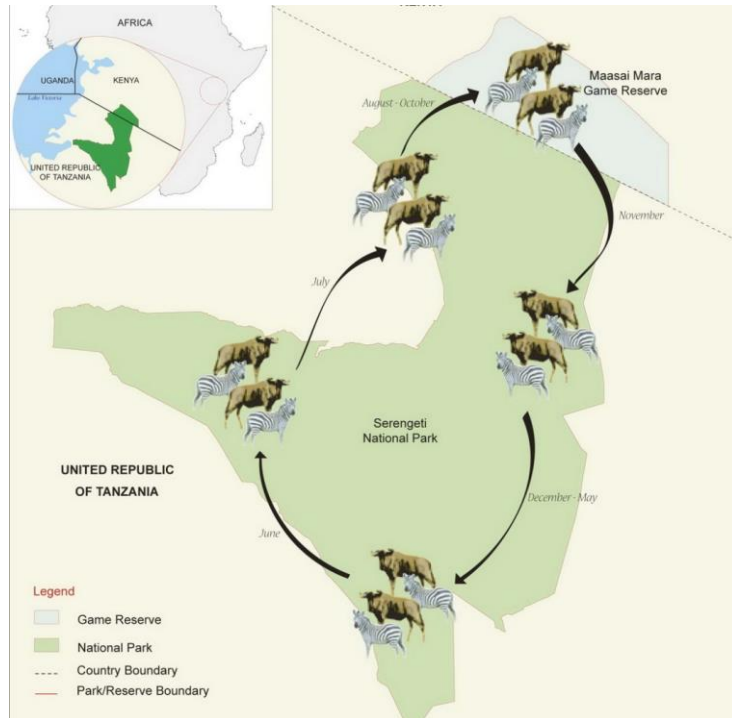 AFRICA
UGANDA
KENYA
Lake Victoria
UNITED REPUBLIC
OF TANZANIA
Maasai Mara
Game Reserve
August - October
November
July
Serengeti
National Park
UNITED REPUBLIC
OF TANZANIA
December - May
June
Legend
Game Reserve
National Park
Country Boundary
Park/Reserve Boundary